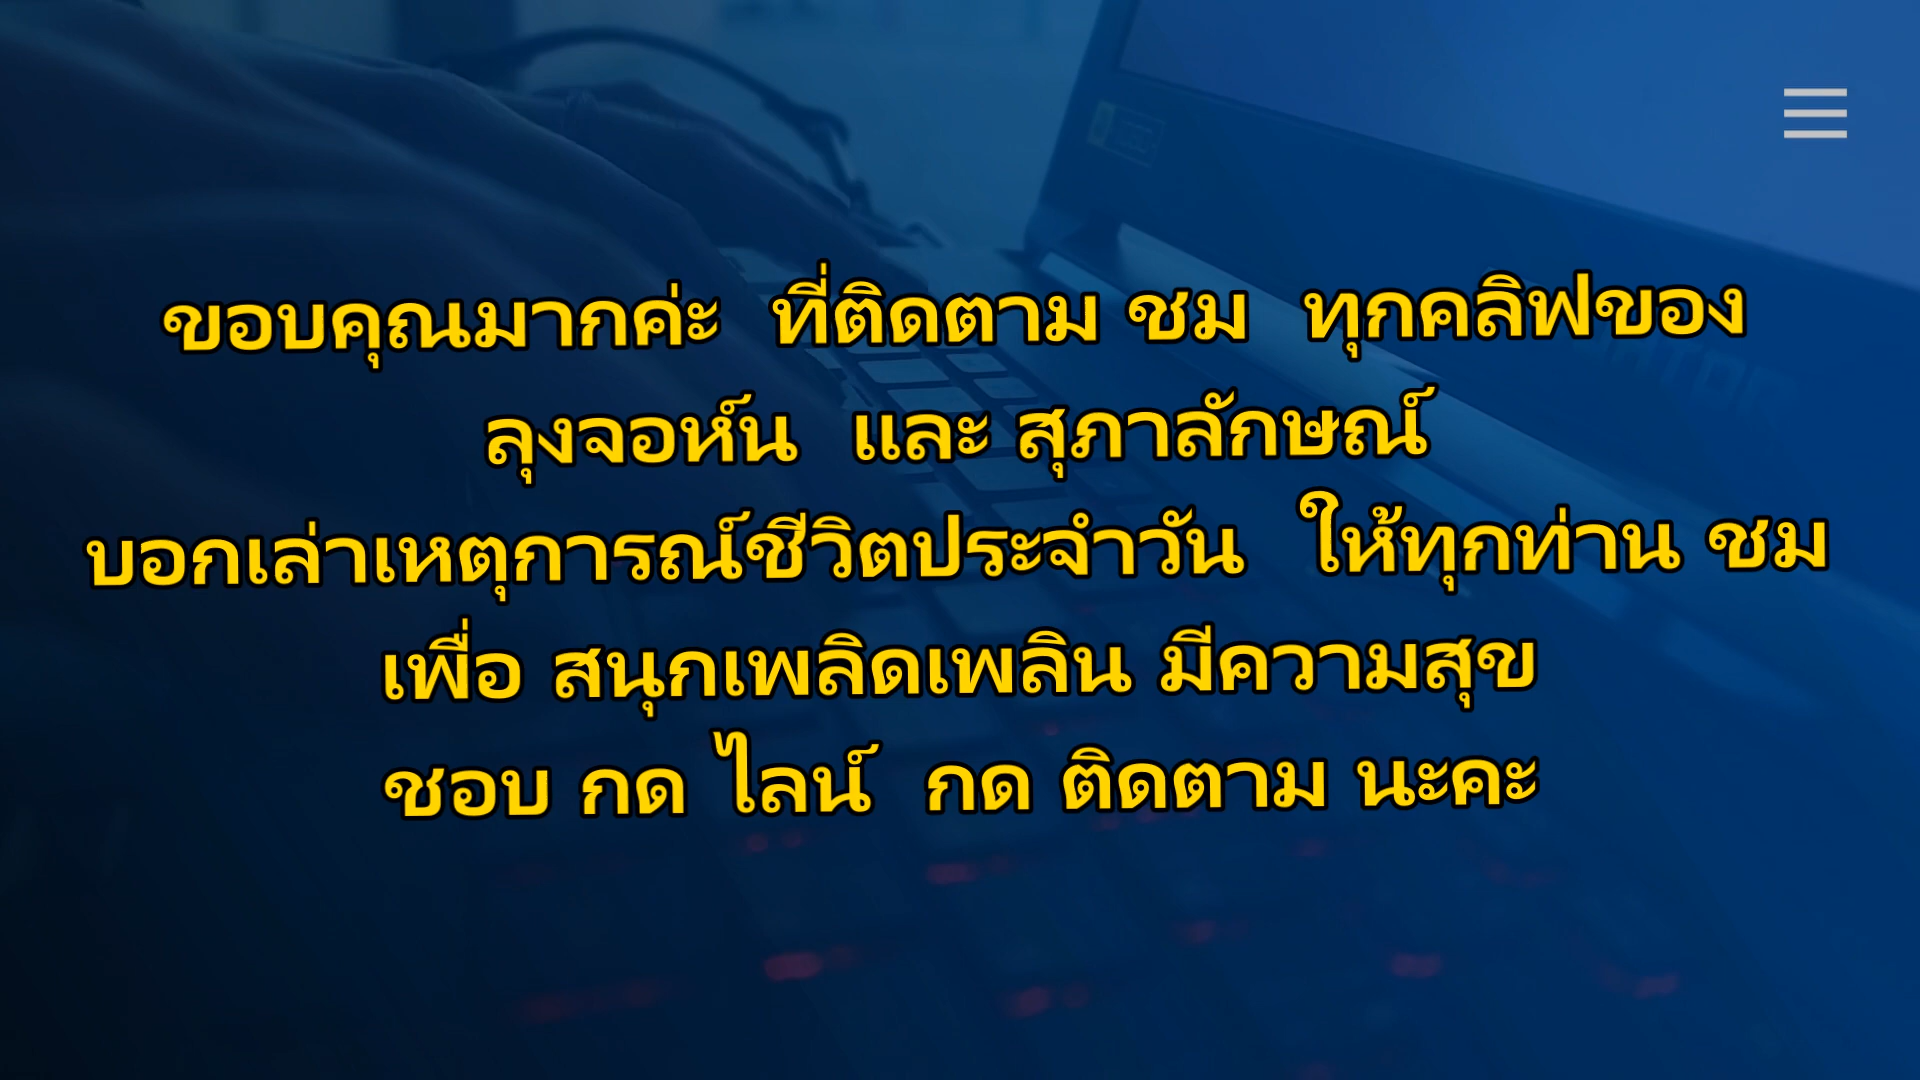 ขอบคุณมากค่ะ ที่ติดตาม ชม ทุกคลิฟของ
ลุงจอห์น และ สุภาลักษณ์
บอกเล่าเหตุการณ์ชีวิตประจำวัน ให้ทุกท่าน ชม
เพื่อ สนุกเพลิดเพลิน มีความสุข
ชอบ กด ไลน์ กด ติดตาม นะคะ